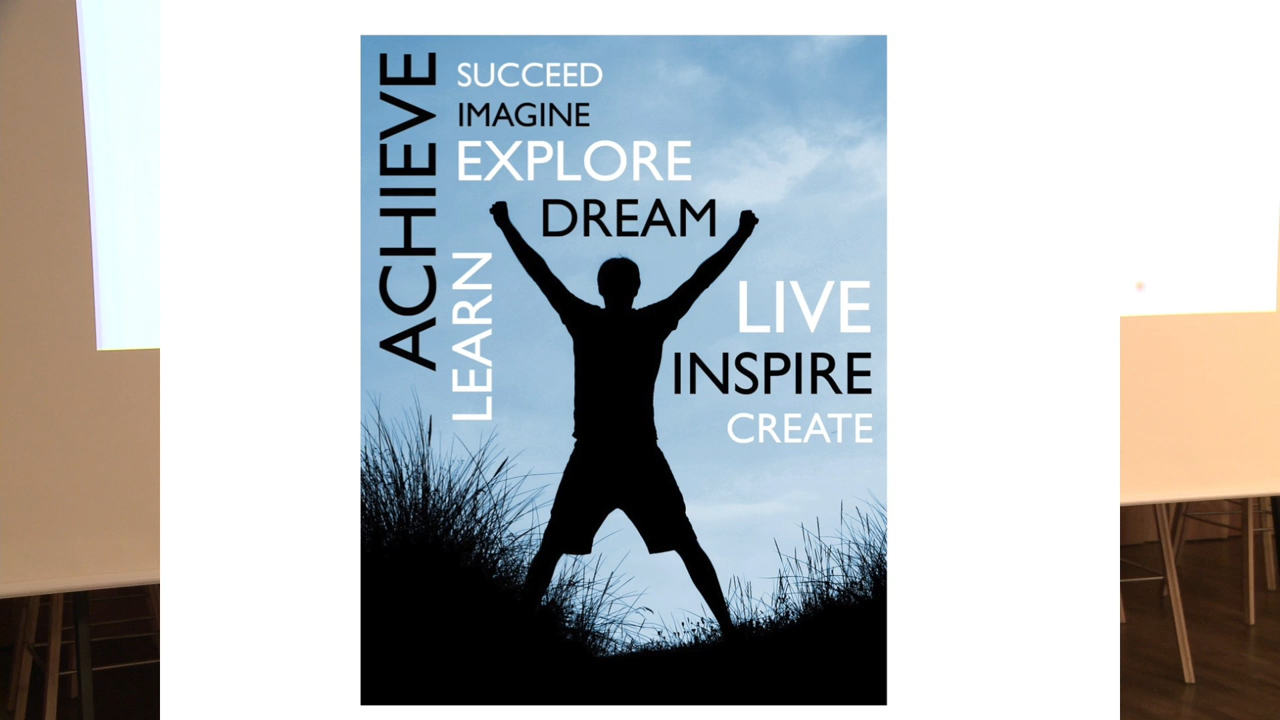 ACHIEVE
SUCCEED
IMAGINE
EXPLORE
DREAM
LEARN
LIVE
INSPIRE
CREATE